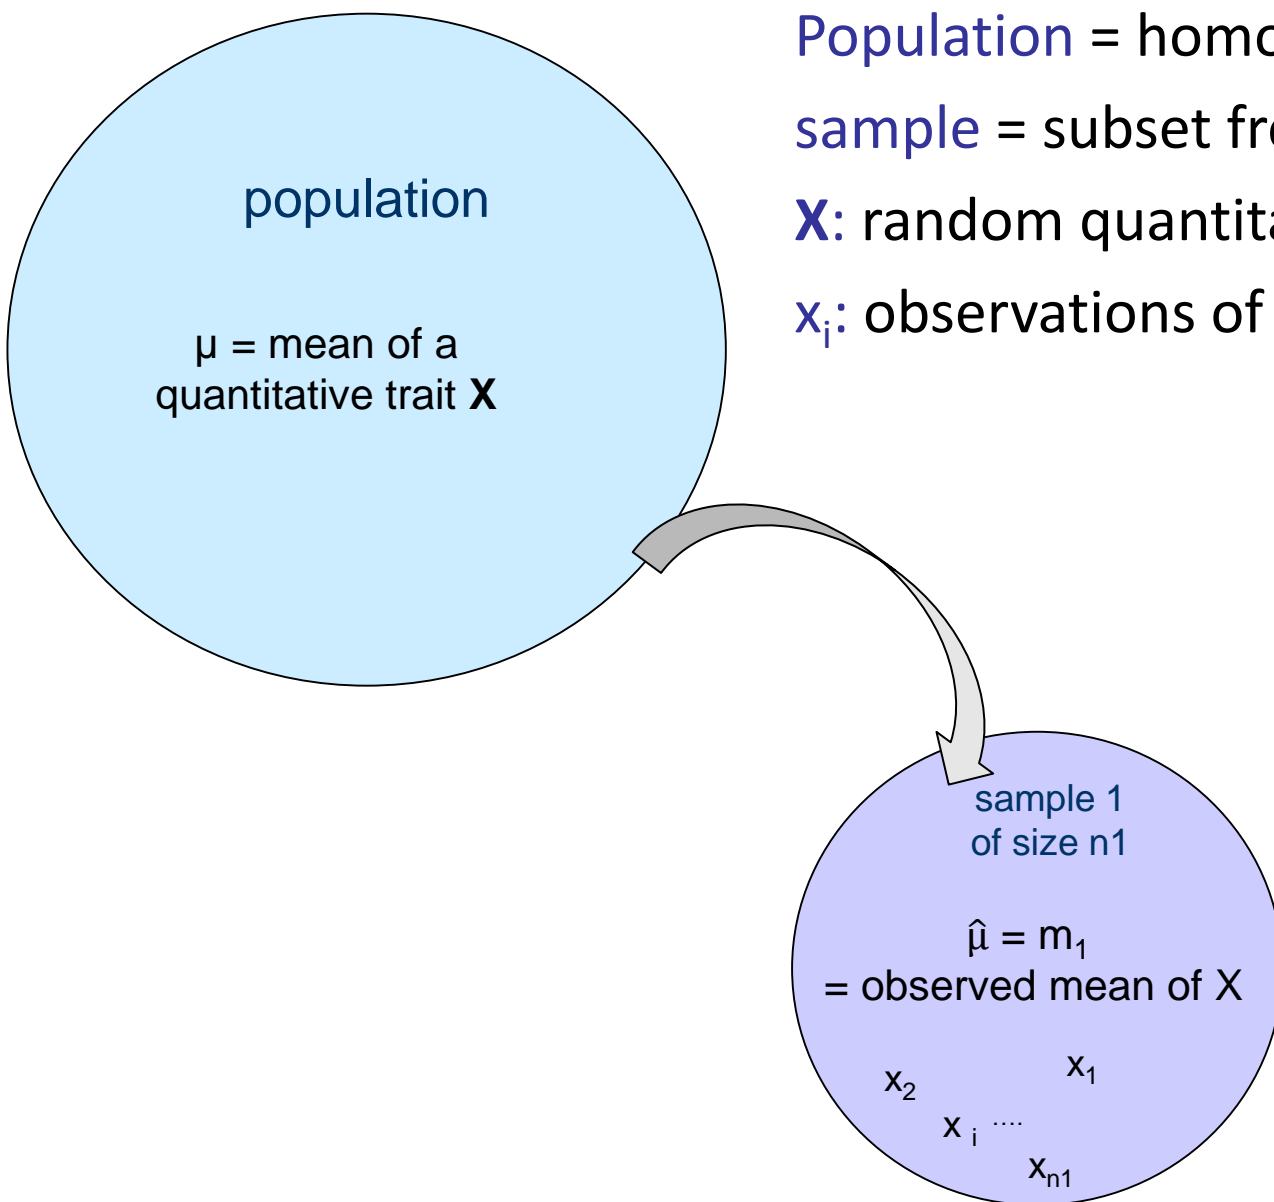 Population = homo
sample = subset fr
X: random quantita
xi: observations of
population
μ = mean of a
quantitative trait X
sample 1
of size n1
μ̂ = m1
= observed mean of X
x1
x2
x i ....
xn1